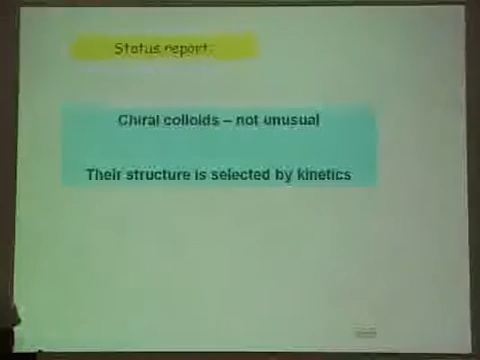 Status report:
Chiral colloids – not unusual
Their structure is selected by kinetics